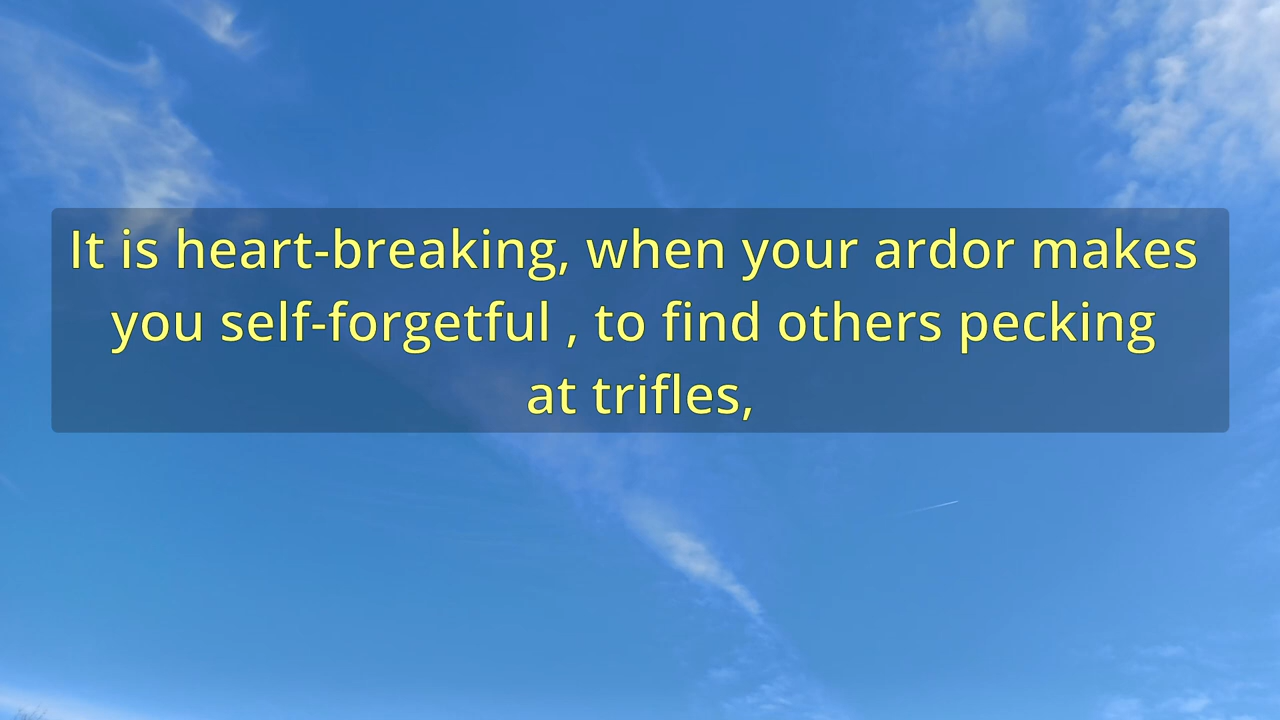 It is heart-breaking, when your ardor makes
you self-forgetful , to find others pecking
at trifles,